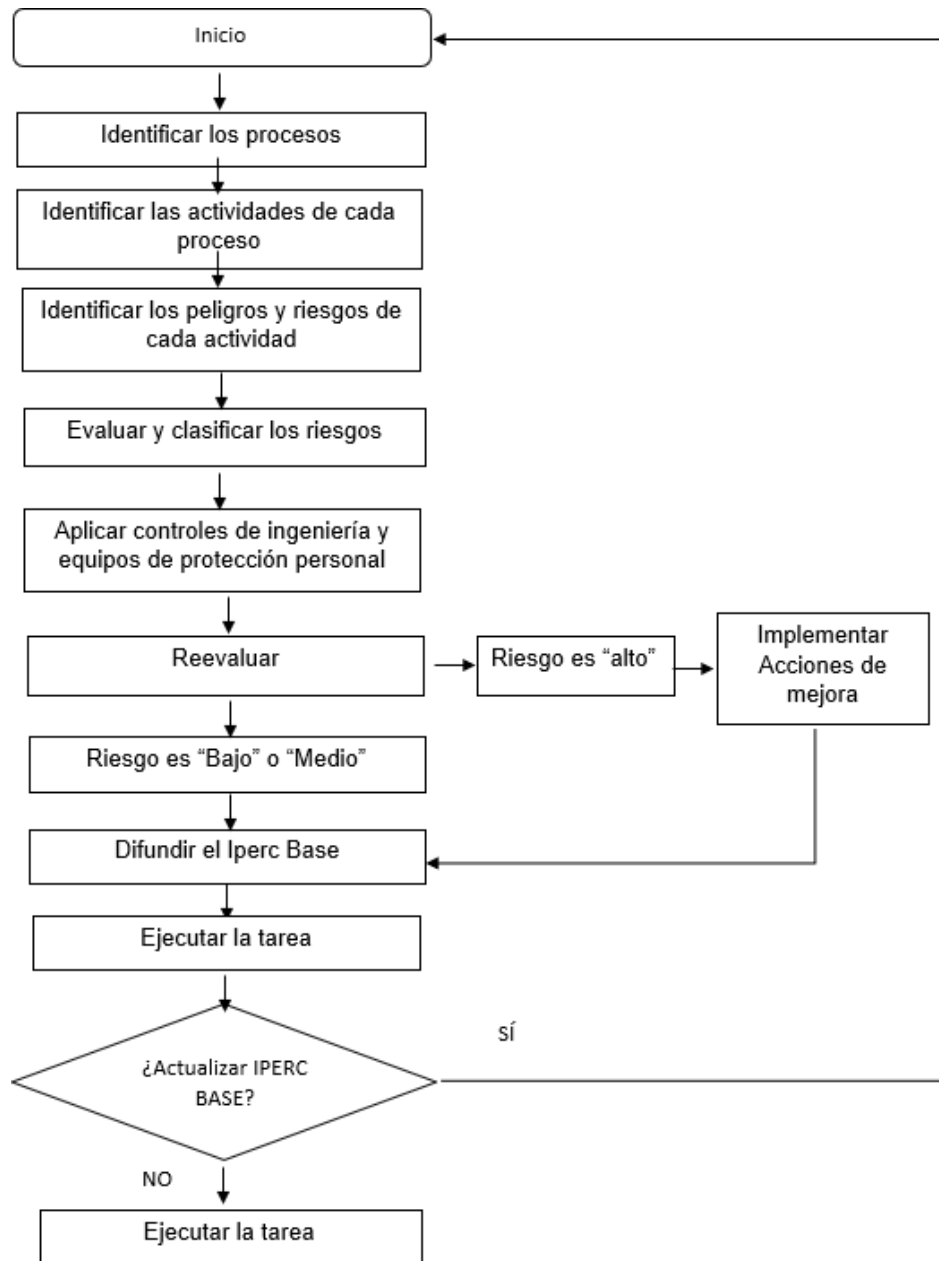 Inicio
Identificar los procesos
Identificar las actividades de cada
proceso
Identificar los peligros y riesgos de
cada actividad
Evaluar y clasificar los riesgos
Aplicar controles de ingeniería y
equipos de protección personal
Reevaluar
Riesgo es “alto”
Implementar
Acciones de
mejora
Riesgo es “Bajo” o “Medio”
Difundir el Iperc Base
Ejecutar la tarea
¿Actualizar IPERC
BASE?
SÍ
NO
Ejecutar la tarea